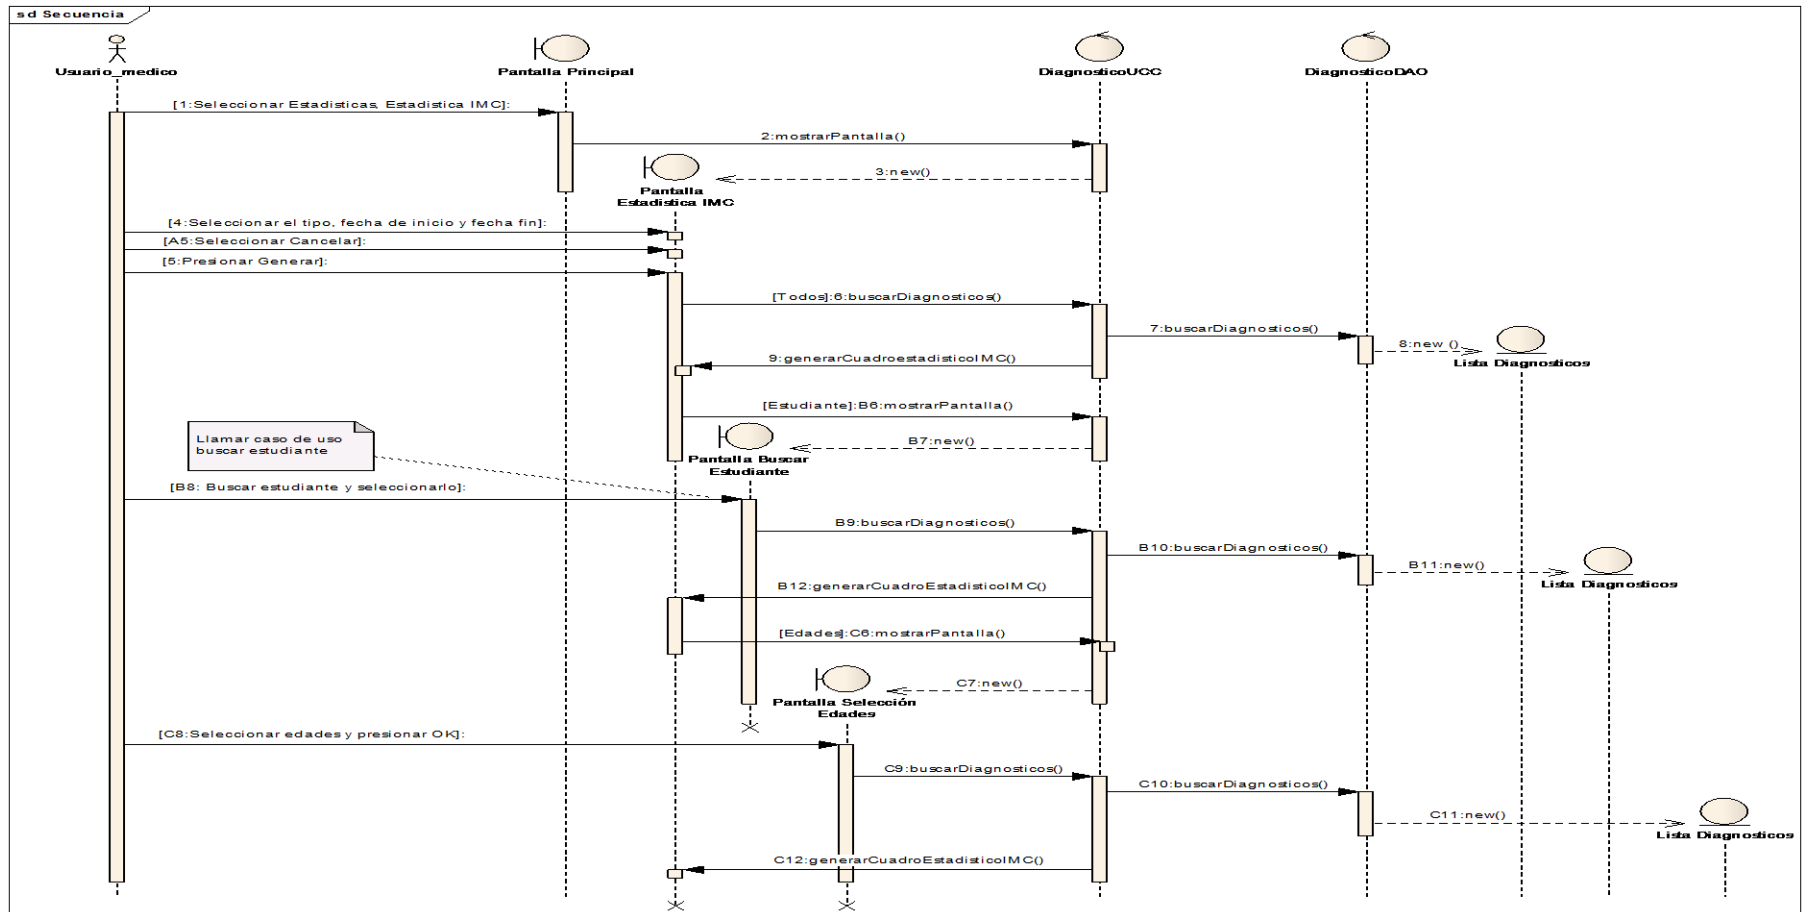 sd Secuencia
Usuario_medico
Pantalla Principal
DiagnosticoUCC
DiagnosticoDAO
[1:Seleccionar Estadisticas, Estadistica IMC]:
2:mostrarPantalla()
3:new()
Pantalla
Estadistica IMC
[4:Seleccionar el tipo, fecha de inicio y fecha fin]:
[A5:Seleccionar Cancelar]:
[5:Presionar Generar]:
[Todos]:6:buscarDiagnosticos()
7:buscarDiagnosticos()
8:new ()
Lista Diagnosticos
9:generarCuadroestadisticoIMC()
[Estudiante]:B6:mostrarPantalla()
B7:new()
Pantalla Buscar
Estudiante
Llamar caso de uso
buscar estudiante
[B8: Buscar estudiante y seleccionarlo]:
B9:buscarDiagnosticos()
B10:buscarDiagnosticos()
B11:new()
Lista Diagnosticos
B12:generarCuadroEstadisticoIMC()
[Edades]:C6:mostrarPantalla()
C7:new()
Pantalla Selección
Edades
[C8:Seleccionar edades y presionar OK]:
C9:buscarDiagnosticos()
C10:buscarDiagnosticos()
C11:new()
Lista Diagnosticos
C12:generarCuadroEstadisticoIMC()